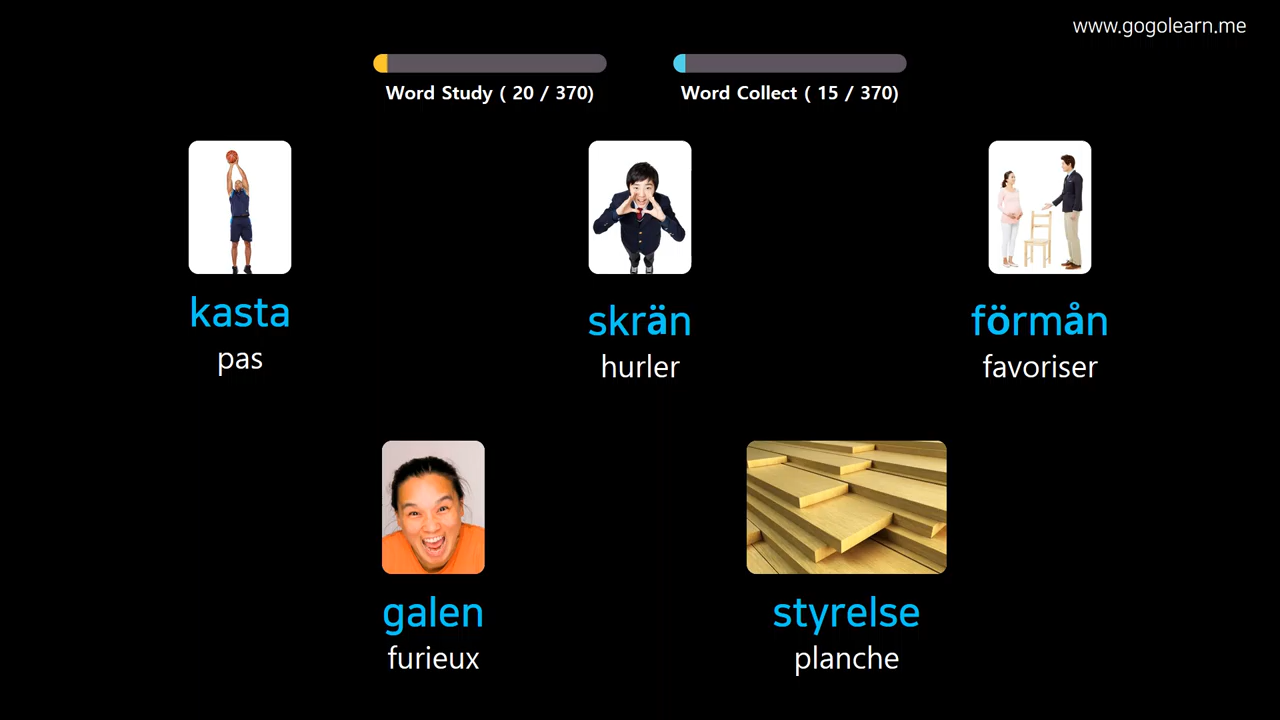 www.gogolearn.me
Word Study ( 20 / 370)
Word Collect ( 15 / 370)
kasta
pas
skrän
hurler
förmån
favoriser
galen
furieux
styrelse
planche